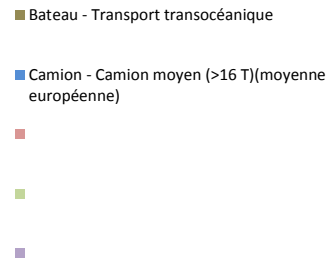 Bateau - Transport transocéanique
Camion - Camion moyen (>16 T)(moyenne
européenne)